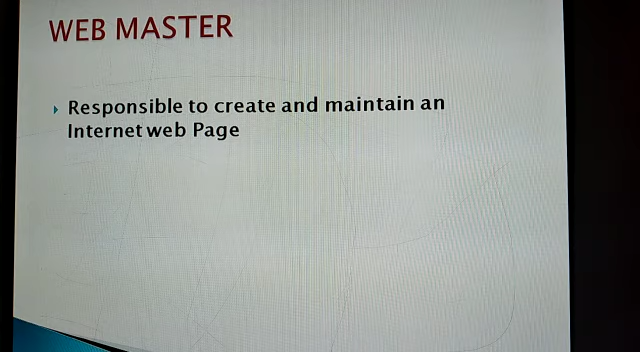 WEB MASTER
Responsible to create and maintain an
Internet web Page